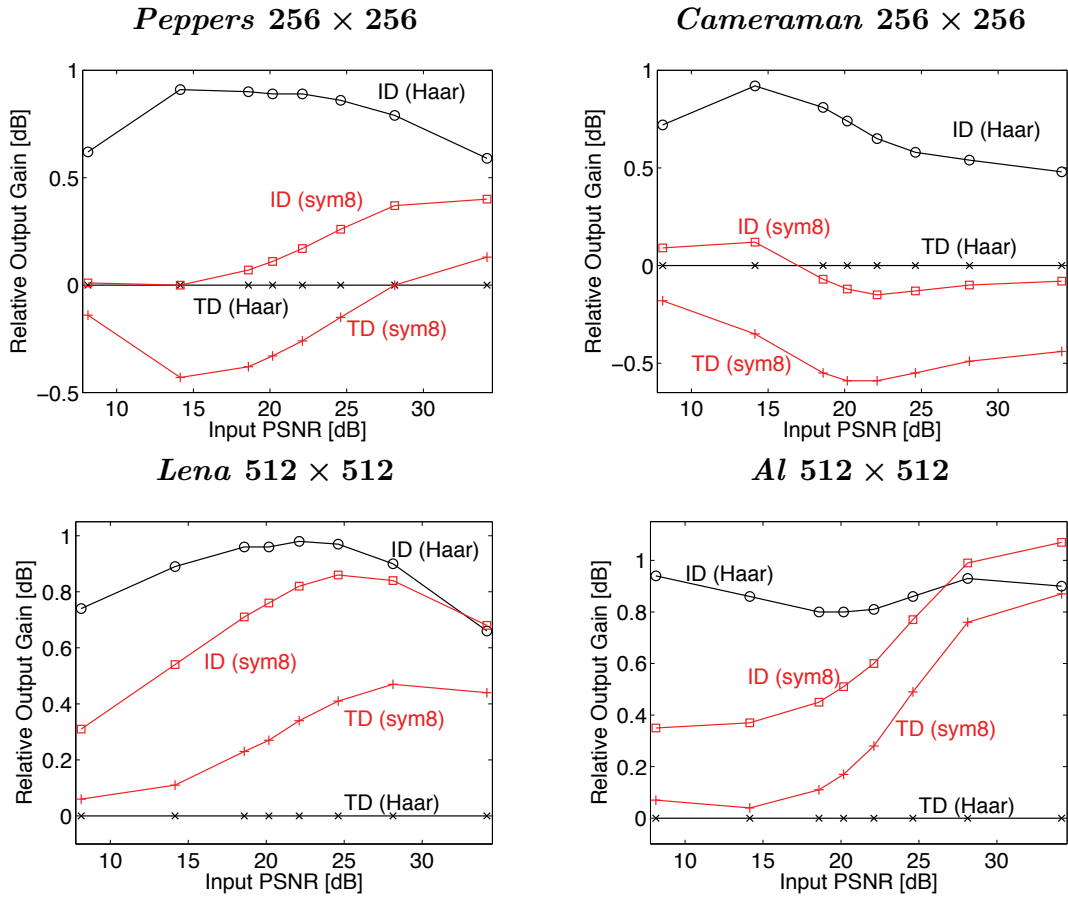 Peppers 256 × 256
Relative Output Gain [dB]
1
0.5
0
−0.5
ID (Haar)
ID (sym8)
TD (Haar)
TD (sym8)
10 15 20 25 30
Input PSNR [dB]
Cameraman 256 × 256
Relative Output Gain [dB]
1
0.5
0
−0.5
ID (Haar)
ID (sym8)
TD (Haar)
TD (sym8)
10 15 20 25 30
Input PSNR [dB]
Lena 512 × 512
Relative Output Gain [dB]
1
0.8
0.6
0.4
0.2
0
ID (Haar)
ID (sym8)
TD (sym8)
TD (Haar)
10 15 20 25 30
Input PSNR [dB]
Al 512 × 512
Relative Output Gain [dB]
1
0.8
0.6
0.4
0.2
0
ID (Haar)
ID (sym8)
TD (sym8)
TD (Haar)
10 15 20 25 30
Input PSNR [dB]